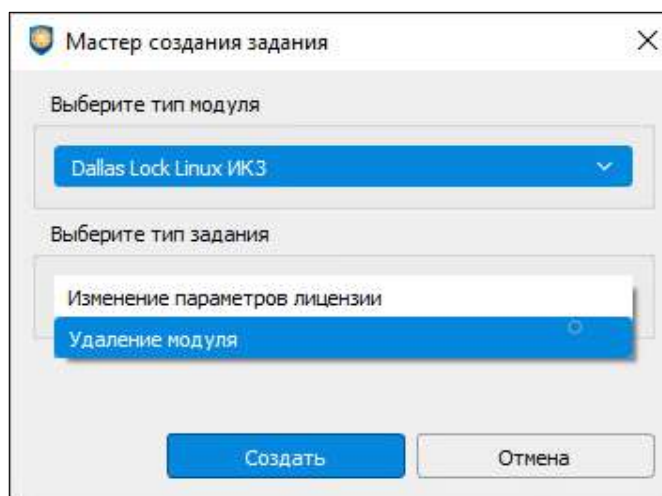 Мастер создания задания
Выберите тип модуля
Dallas Lock Linux ИКЗ
Выберите тип задания
Изменение параметров лицензии
Удаление модуля
Создать
Отмена